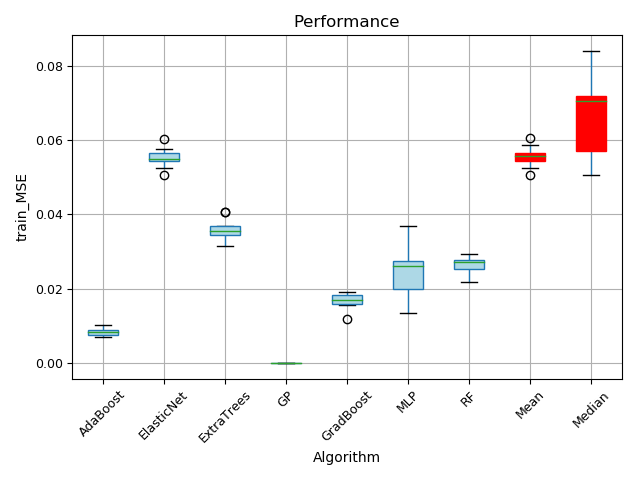 Performance
train_MSE
0.08
0.06
0.04
0.02
0.00
AdaBoost
ElasticNet
ExtraTrees
GP
GradBoost
MLP
RF
Mean
Median
Algorithm